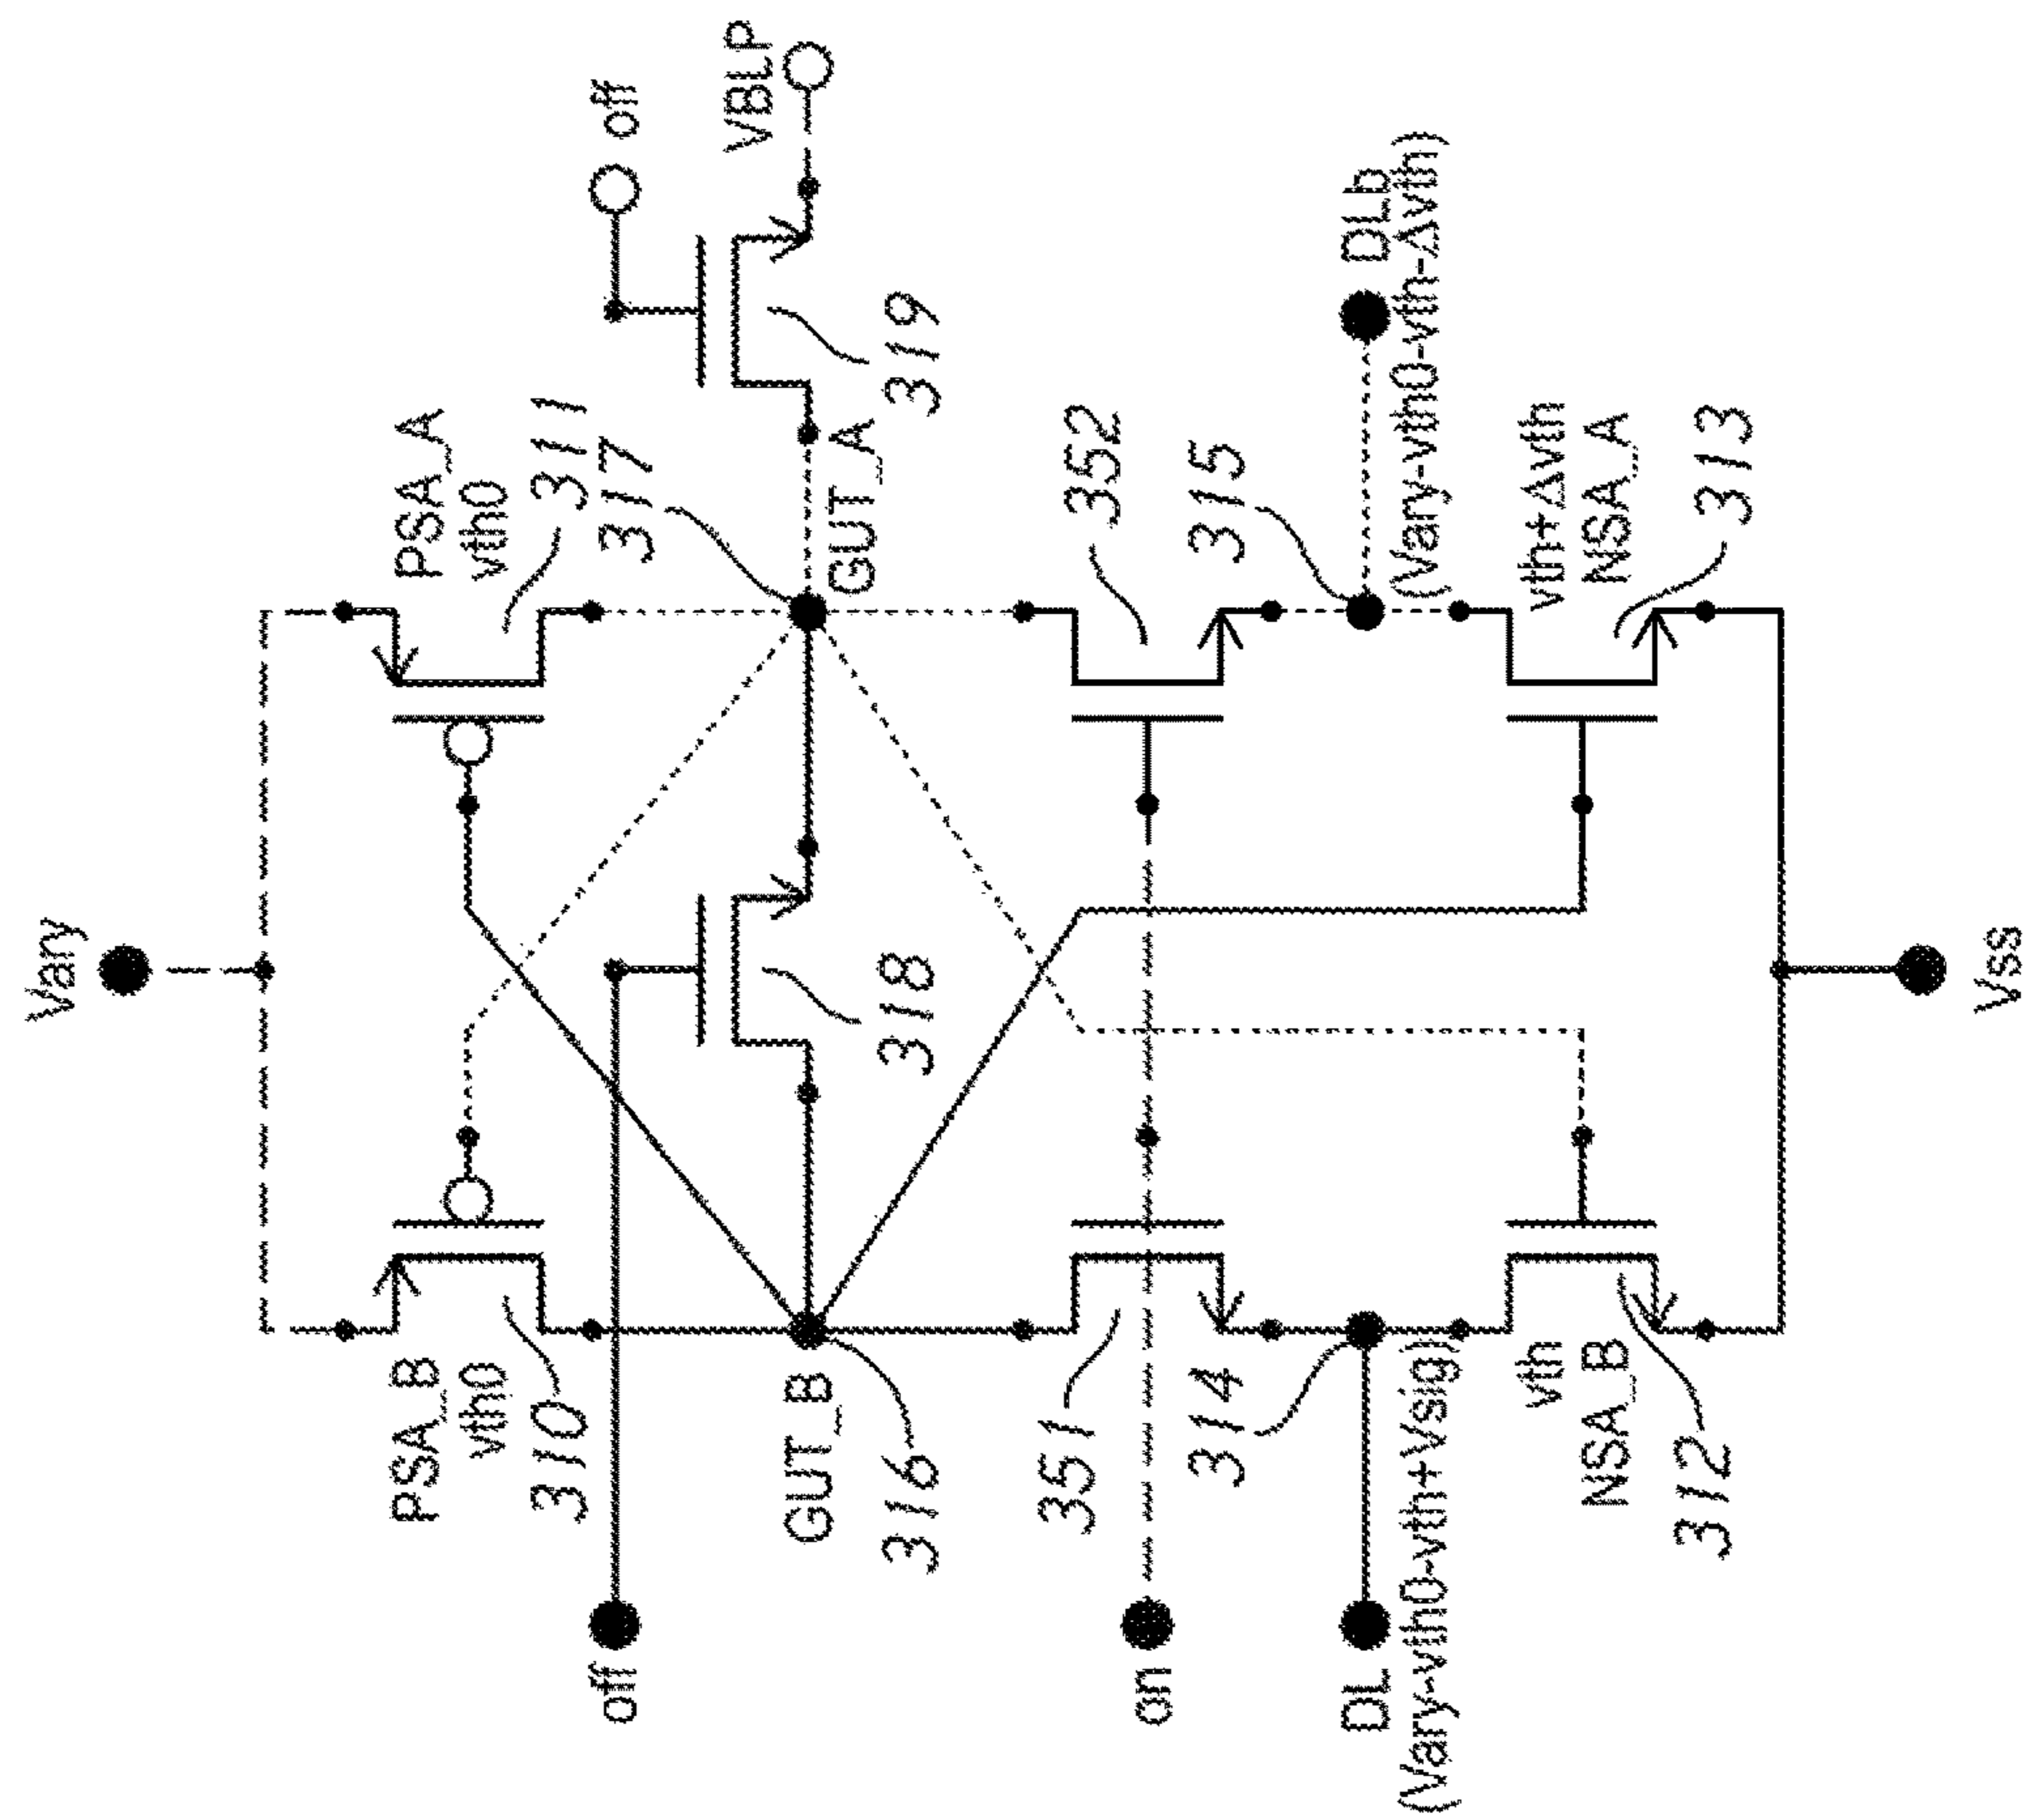 Vary
PSA_B
vth0
310
PSA_A
vth0
311
317
off
off
VBLP
318
319
GUT_B
316
GUT_A
351
352
on
314
315
DL
(Vary-vth0-vth+Vsig)
DLb
(Vary-vth0-vth-Δvth)
vth
NSA_B
312
vth+Δvth
NSA_A
313
Vss